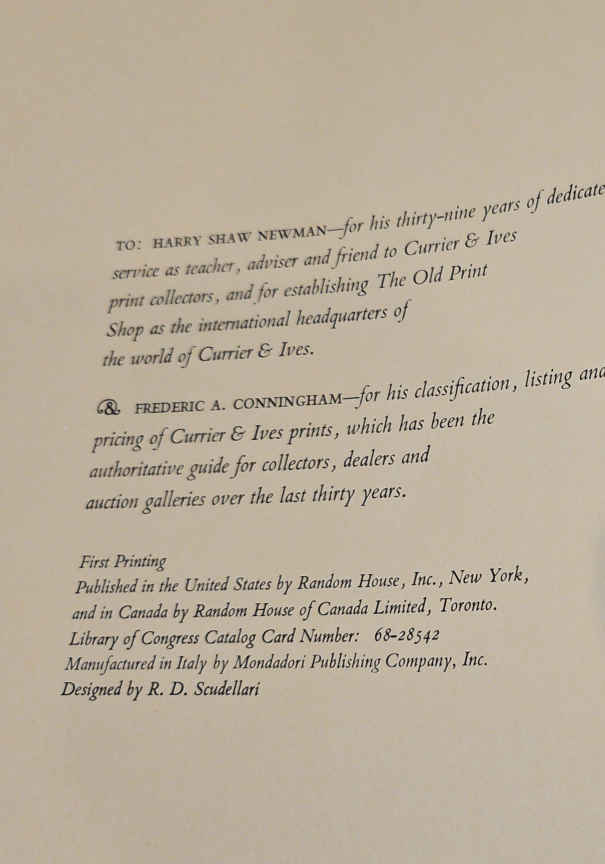 TO: HARRY SHAW NEWMAN—for his thirty-nine years of dedicate
service as teacher, adviser and friend to Currier & Ives
print collectors, and for establishing The Old Print
Shop as the international headquarters of
the world of Currier & Ives.
& FREDERIC A. CONNINGHAM—for his classification, listing and
pricing of Currier & Ives prints, which has been the
authoritative guide for collectors, dealers and
auction galleries over the last thirty years.
First Printing
Published in the United States by Random House, Inc., New York,
and in Canada by Random House of Canada Limited, Toronto.
Library of Congress Catalog Card Number: 68-28542
Manufactured in Italy by Mondadori Publishing Company, Inc.
Designed by R. D. Scudellari